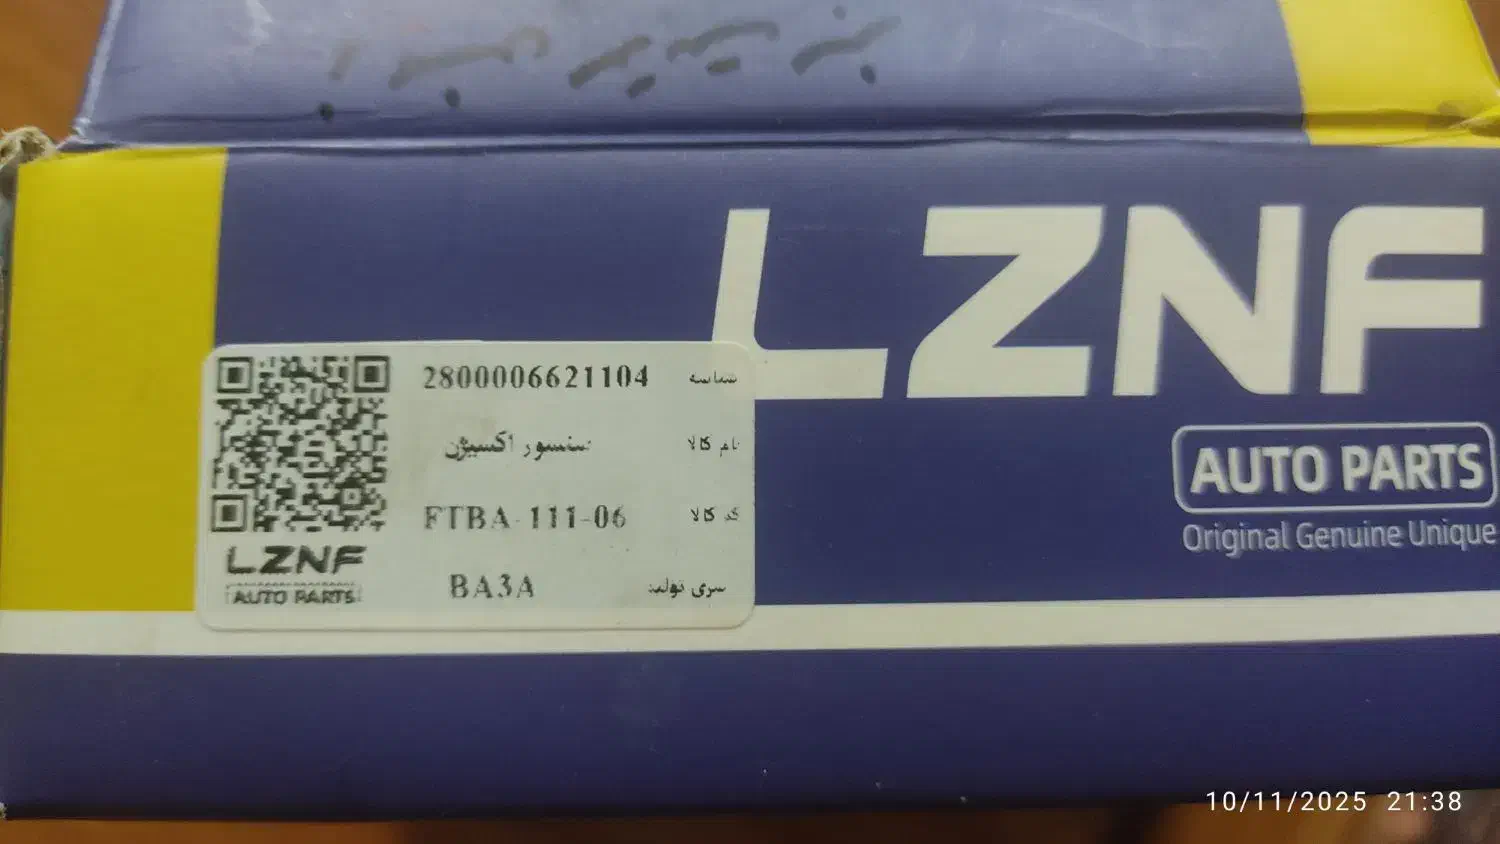 LZNF
AUTO PARTS
Original Genuine Unique
شناسه 2800006621104
نام کالا سنسور اکسیژن
کد کالا FTBA-111-06
سری تولید BA3A
LZNF
AUTO PARTS
10/11/2025 21:38